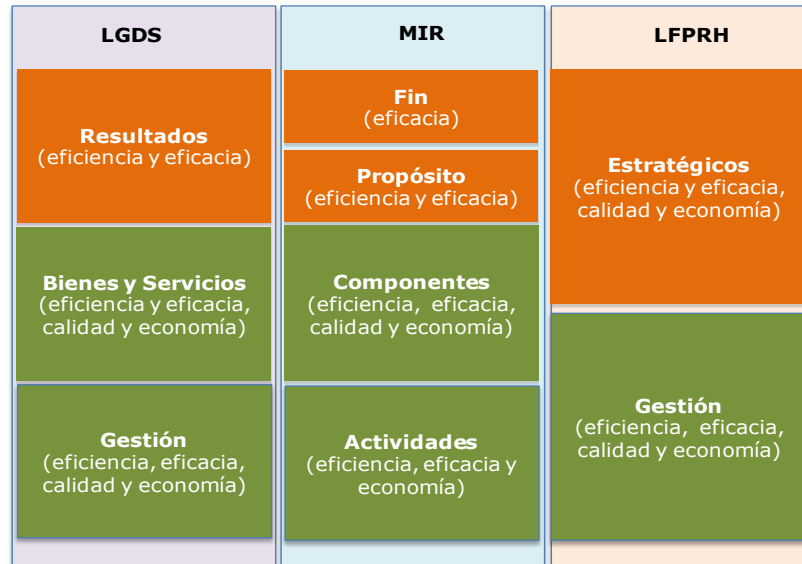 LGDS
Resultados
(eficiencia y eficacia)
Bienes y Servicios
(eficiencia y eficacia,
calidad y economía)
Gestión
(eficiencia, eficacia,
calidad y economía)
MIR
Fin
(eficacia)
Propósito
(eficiencia y eficacia)
Componentes
(eficiencia, eficacia,
calidad y economía)
Actividades
(eficiencia, eficacia y
economía)
LFPRH
Estratégicos
(eficiencia y eficacia,
calidad y economía)
Gestión
(eficiencia, eficacia,
calidad y economía)